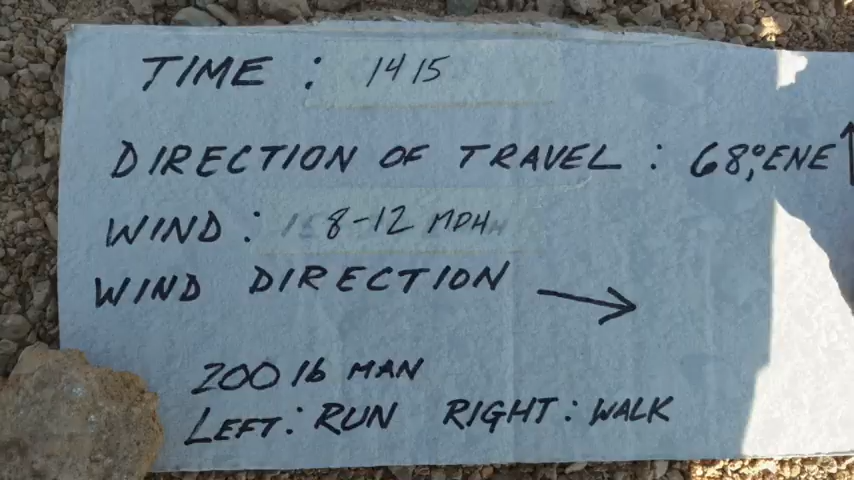 TIME : 1415
DIRECTION OF TRAVEL : 68°, ENE ↑
WIND : 8-12 MPH
WIND DIRECTION →
200 lb MAN
LEFT : RUN RIGHT : WALK